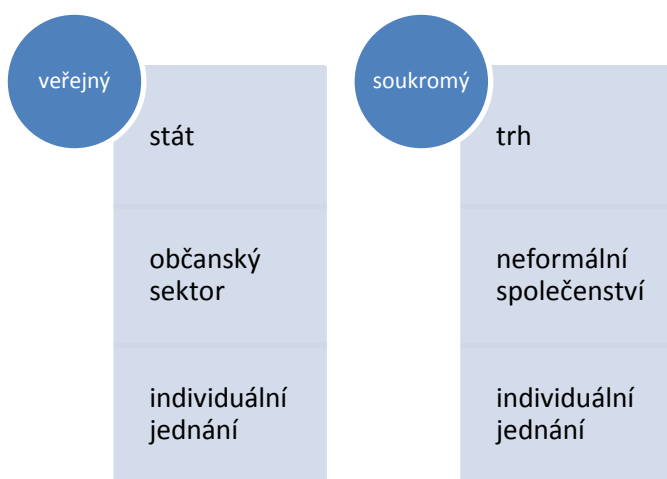 veřejný
stát
občanský
sektor
individuální
jednání
soukromý
trh
neformální
společenství
individuální
jednání